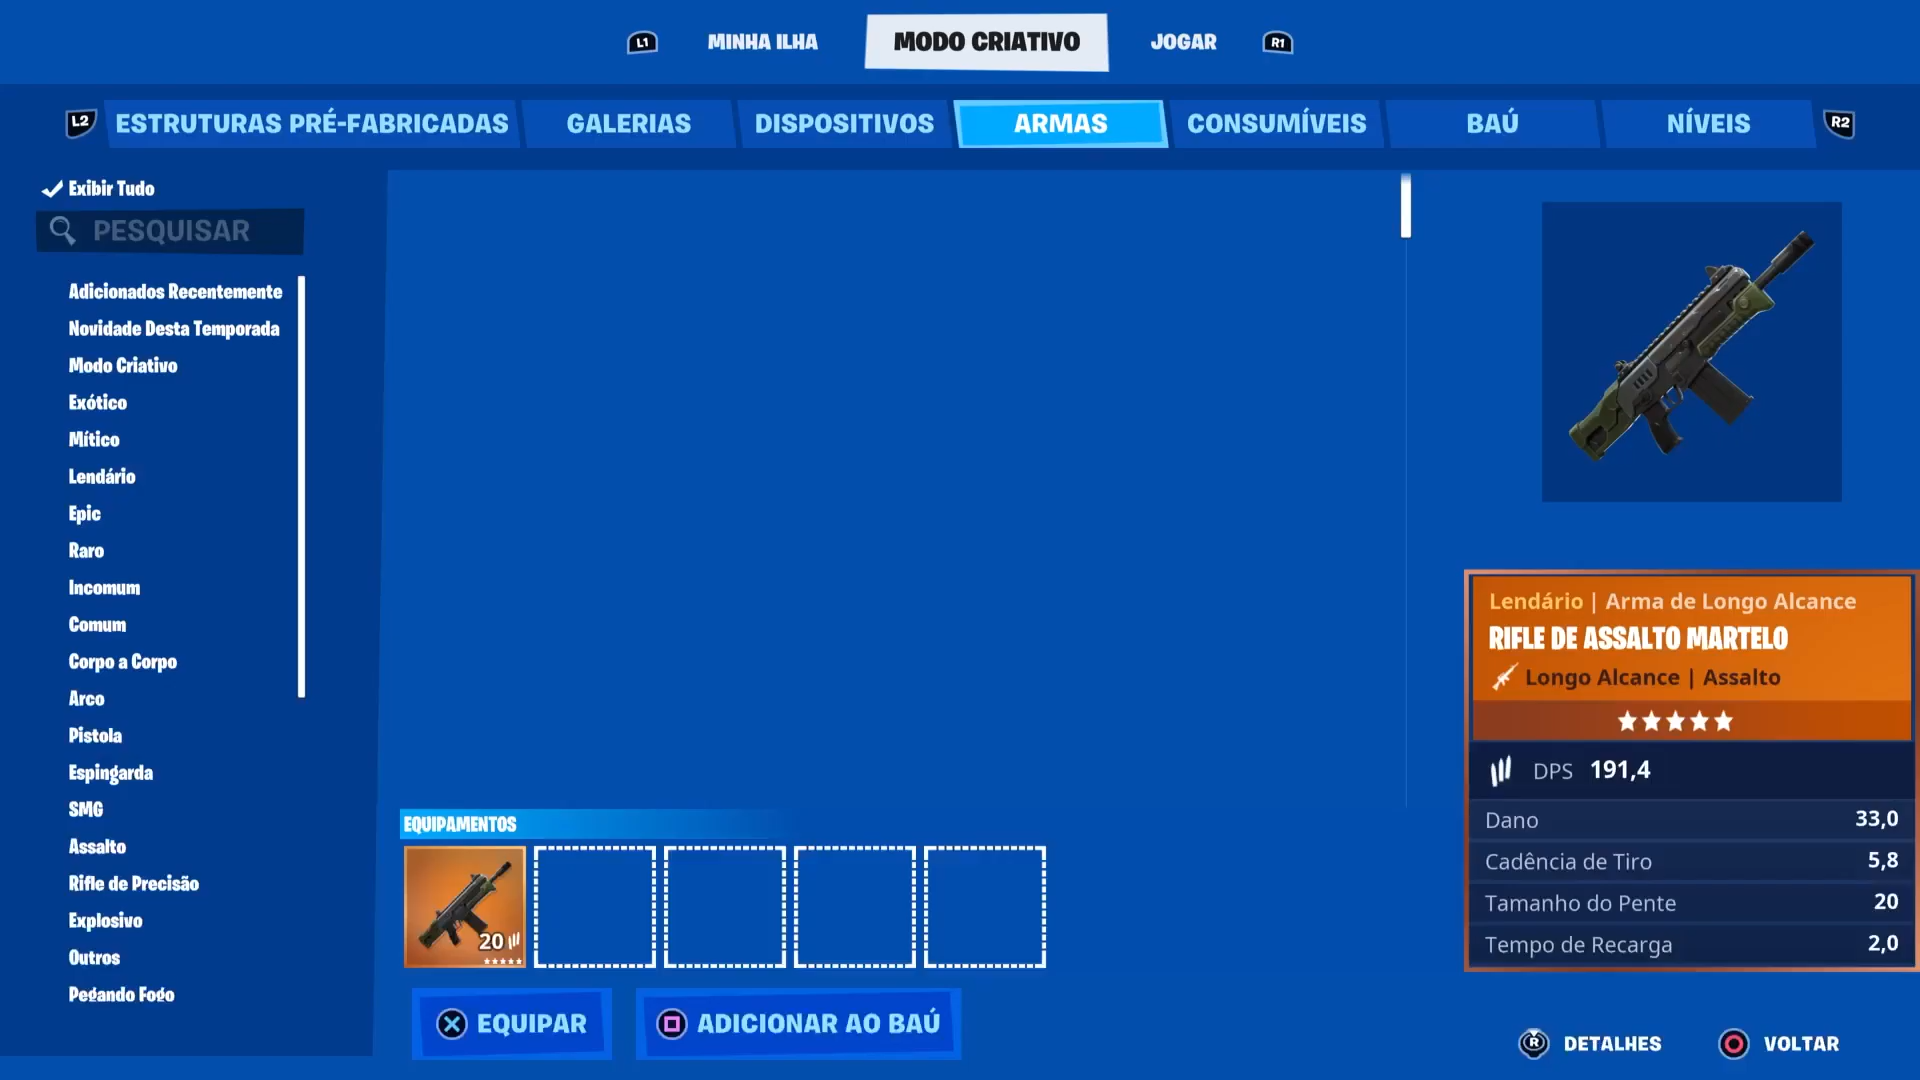 L1 MINHA ILHA MODO CRIATIVO JOGAR R1
L2 ESTRUTURAS PRÉ-FABRICADAS GALERIAS DISPOSITIVOS ARMAS CONSUMÍVEIS BAÚ NÍVEIS R2
Exibir Tudo
PESQUISAR
Adicionados Recentemente
Novidade Desta Temporada
Modo Criativo
Exótico
Mítico
Lendário
Epic
Raro
Incomum
Comum
Corpo a Corpo
Arco
Pistola
Espingarda
SMG
Assalto
Rifle de Precisão
Explosivo
Outros
Pegando Fogo
EQUIPAMENTOS
20
EQUIPAR
ADICIONAR AO BAÚ
Lendário | Arma de Longo Alcance
RIFLE DE ASSALTO MARTELO
Longo Alcance | Assalto
DPS 191,4
Dano 33,0
Cadência de Tiro 5,8
Tamanho do Pente 20
Tempo de Recarga 2,0
R DETALHES
VOLTAR